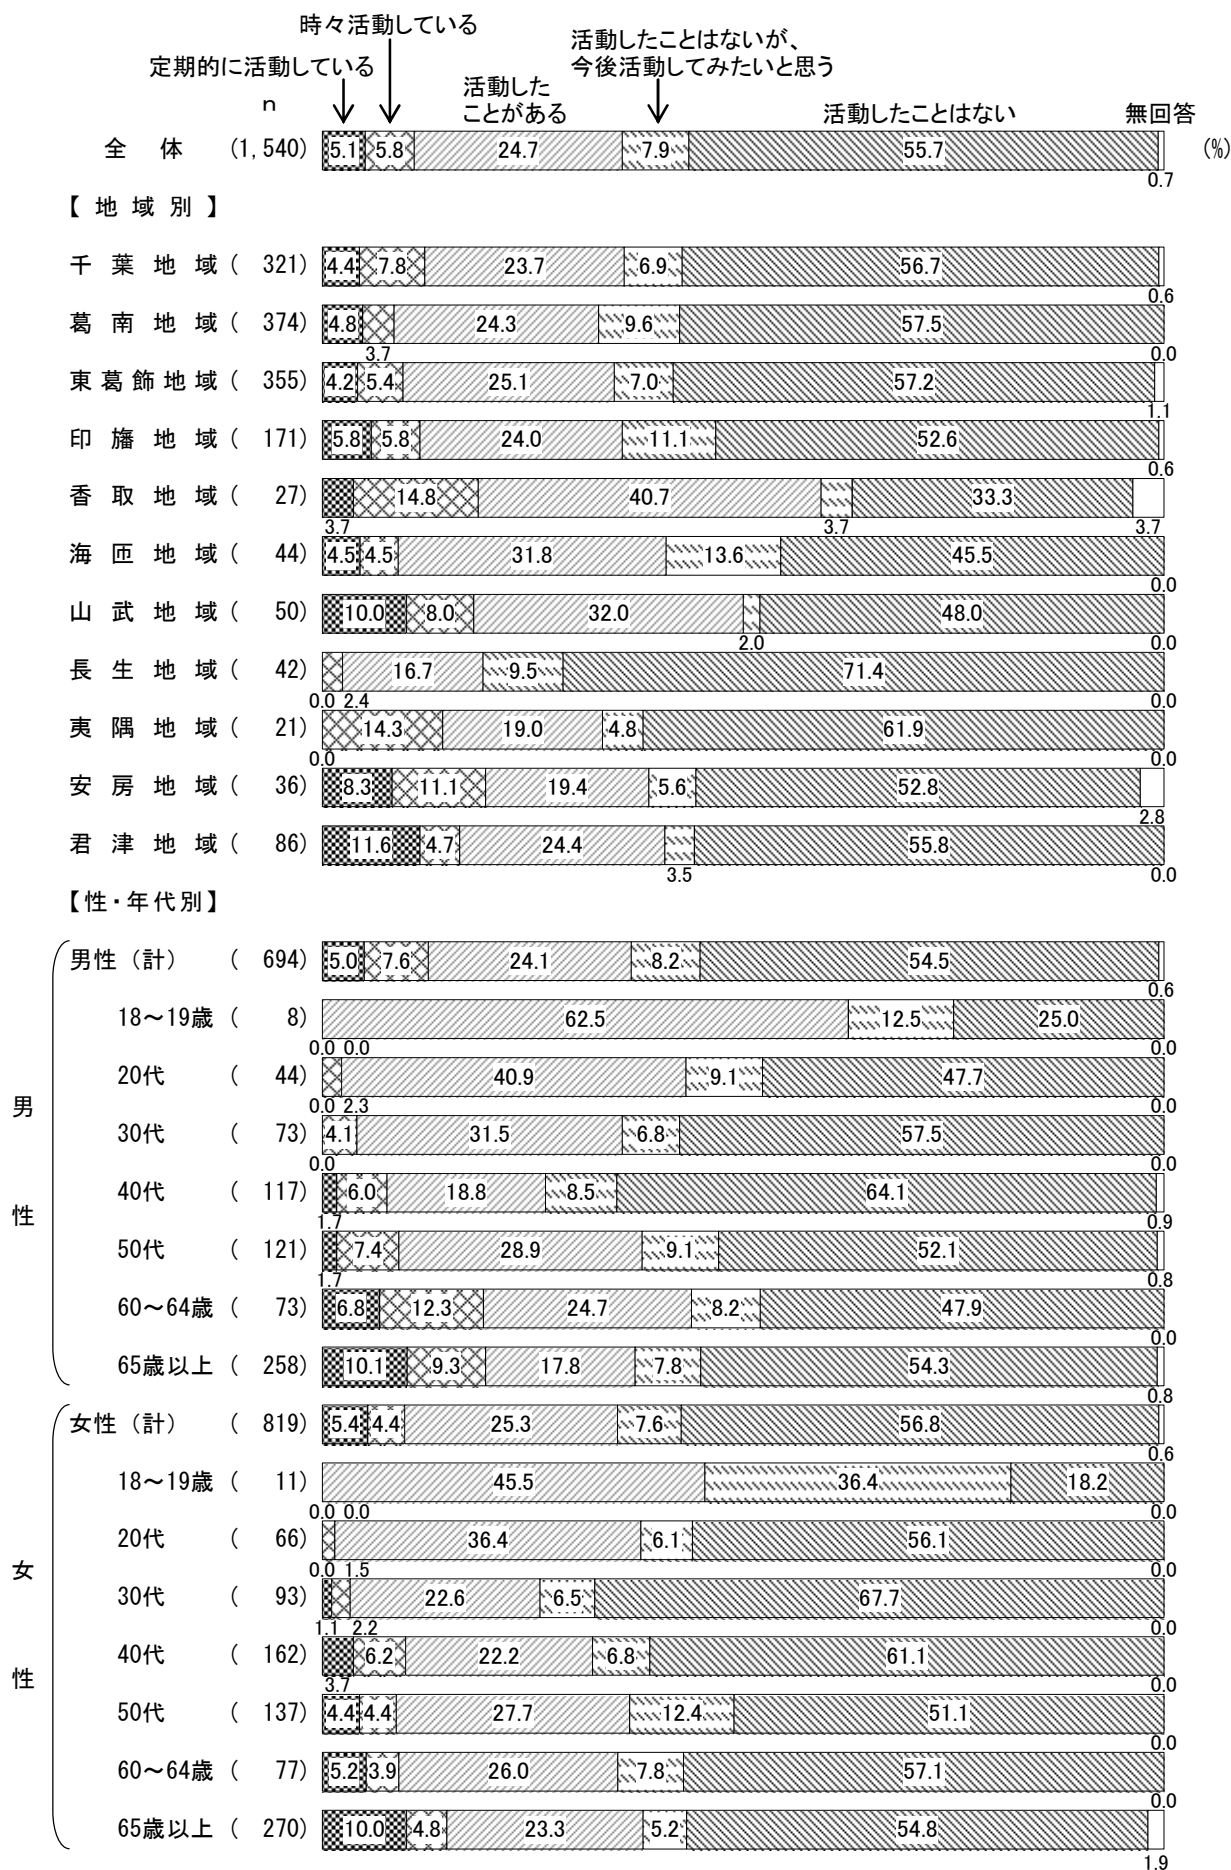 時々活動している
定期的に活動している
活動した
ことがある
活動したことはないが、
今後活動してみたいと思う
活動したことはない
無回答
n
(%)
全 体 (1,540) 5.1 5.8 24.7 7.9 55.7 0.7
【 地 域 別 】
千 葉 地 域 ( 321) 4.4 7.8 23.7 6.9 56.7 0.6
葛 南 地 域 ( 374) 4.8 3.7 24.3 9.6 57.5 0.0
東 葛 飾 地 域 ( 355) 4.2 5.4 25.1 7.0 57.2 1.1
印 旛 地 域 ( 171) 5.8 5.8 24.0 11.1 52.6 0.6
香 取 地 域 ( 27) 3.7 14.8 40.7 3.7 33.3 3.7
海 匝 地 域 ( 44) 4.5 4.5 31.8 13.6 45.5 0.0
山 武 地 域 ( 50) 10.0 8.0 32.0 2.0 48.0 0.0
長 生 地 域 ( 42) 0.0 2.4 16.7 9.5 71.4 0.0
夷 隅 地 域 ( 21) 0.0 14.3 19.0 4.8 61.9 0.0
安 房 地 域 ( 36) 8.3 11.1 19.4 5.6 52.8 2.8
君 津 地 域 ( 86) 11.6 4.7 24.4 3.5 55.8 0.0
【性・年代別】
男性
男性（計） ( 694) 5.0 7.6 24.1 8.2 54.5 0.6
18～19歳 ( 8) 0.0 0.0 62.5 12.5 25.0 0.0
20代 ( 44) 0.0 2.3 40.9 9.1 47.7 0.0
30代 ( 73) 0.0 4.1 31.5 6.8 57.5 0.0
40代 ( 117) 1.7 6.0 18.8 8.5 64.1 0.9
50代 ( 121) 1.7 7.4 28.9 9.1 52.1 0.8
60～64歳 ( 73) 6.8 12.3 24.7 8.2 47.9 0.0
65歳以上 ( 258) 10.1 9.3 17.8 7.8 54.3 0.8
女性
女性（計） ( 819) 5.4 4.4 25.3 7.6 56.8 0.6
18～19歳 ( 11) 0.0 0.0 45.5 36.4 18.2 0.0
20代 ( 66) 0.0 1.5 36.4 6.1 56.1 0.0
30代 ( 93) 1.1 2.2 22.6 6.5 67.7 0.0
40代 ( 162) 3.7 6.2 22.2 6.8 61.1 0.0
50代 ( 137) 4.4 4.4 27.7 12.4 51.1 0.0
60～64歳 ( 77) 5.2 3.9 26.0 7.8 57.1 0.0
65歳以上 ( 270) 10.0 4.8 23.3 5.2 54.8 1.9